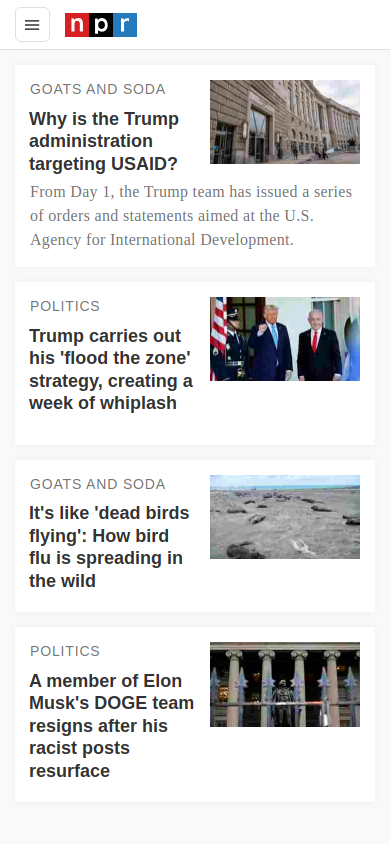 npr
GOATS AND SODA
Why is the Trump
administration
targeting USAID?
From Day 1, the Trump team has issued a series
of orders and statements aimed at the U.S.
Agency for International Development.
POLITICS
Trump carries out
his 'flood the zone'
strategy, creating a
week of whiplash
GOATS AND SODA
It's like 'dead birds
flying': How bird
flu is spreading in
the wild
POLITICS
A member of Elon
Musk's DOGE team
resigns after his
racist posts
resurface